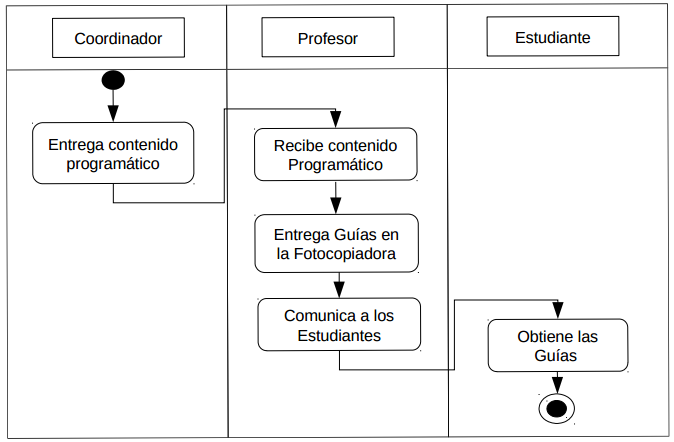 Coordinador
Profesor
Estudiante
Entrega contenido
programático
Recibe contenido
Programático
Entrega Guías en
la Fotocopiadora
Comunica a los
Estudiantes
Obtiene las
Guías